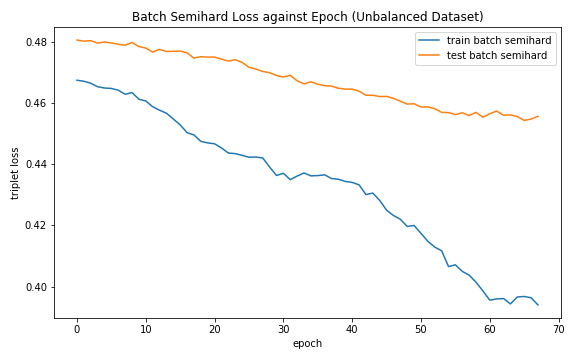 Batch Semihard Loss against Epoch (Unbalanced Dataset)
train batch semihard
test batch semihard
triplet loss
0.48
0.46
0.44
0.42
0.40
0 10 20 30 40 50 60 70
epoch